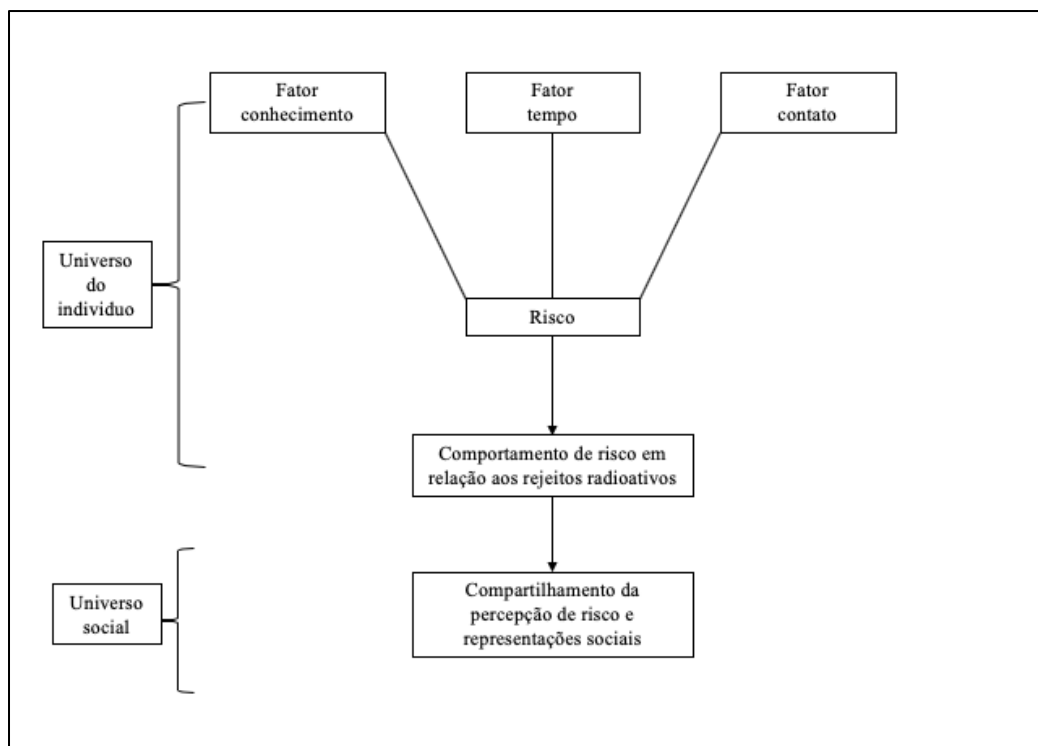 Fator
conhecimento
Fator
tempo
Fator
contato
Universo
do
individuo
Risco
Comportamento de risco em
relação aos rejeitos radioativos
Universo
social
Compartilhamento da
percepção de risco e
representações sociais